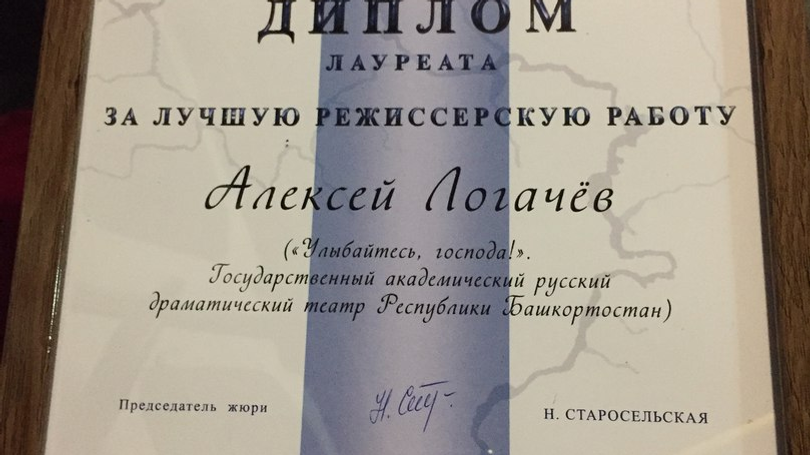 ДИПЛОМ
ЛАУРЕАТА
ЗА ЛУЧШУЮ РЕЖИССЕРСКУЮ РАБОТУ
Алексей Логачёв
(«Улыбайтесь, господа!».
Государственный академический русский
драматический театр Республики Башкортостан)
Председатель жюри Н. Ст Н. СТАРОСЕЛЬСКАЯ